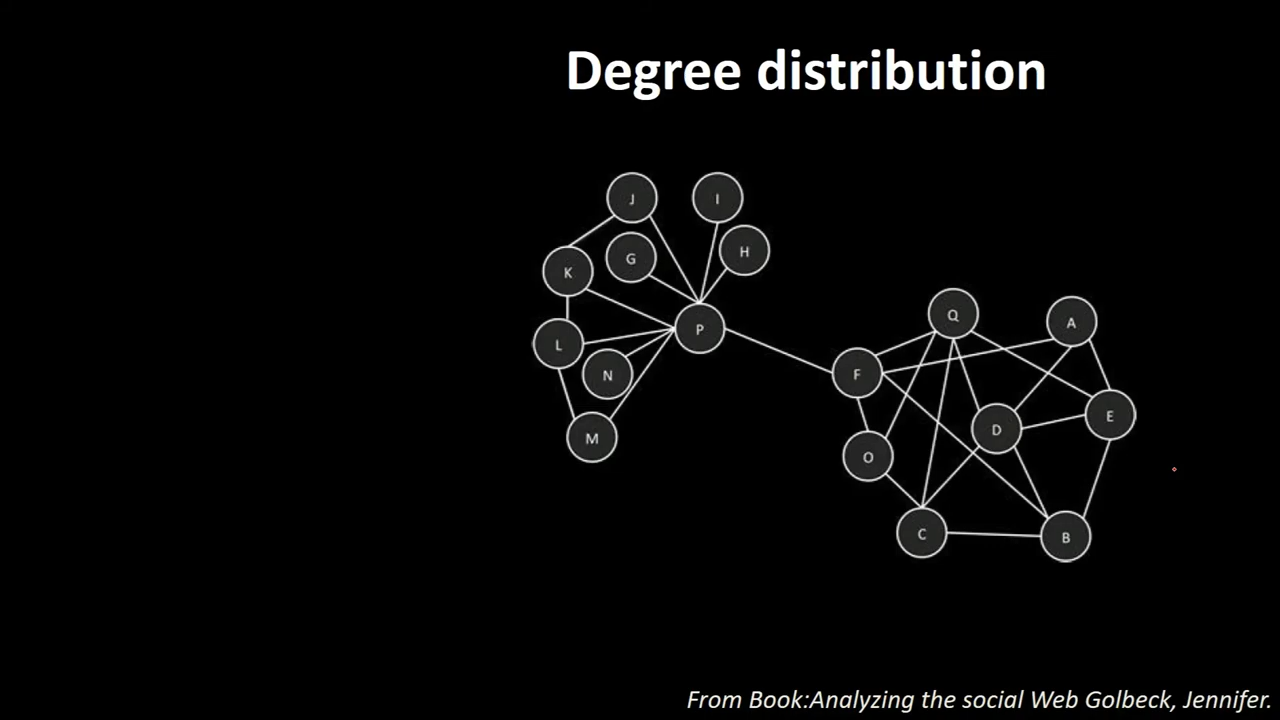 Degree distribution
J
I
G
H
K
P
L
N
M
Q
A
F
E
D
O
C
B
From Book:Analyzing the social Web Golbeck, Jennifer.